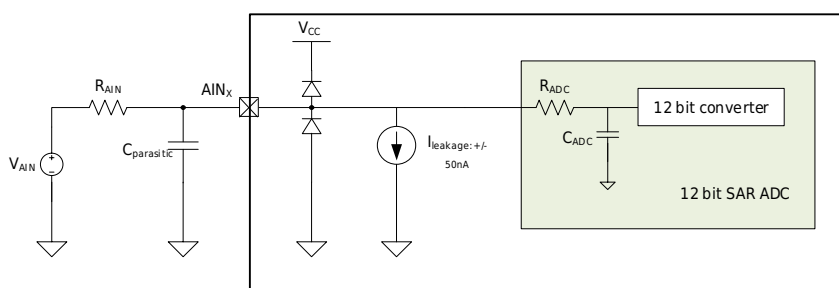 VCC
RAIN
AINX
RADC
12 bit converter
Cparasitic
Ileakage: +/-
50nA
CADC
VAIN
12 bit SAR ADC